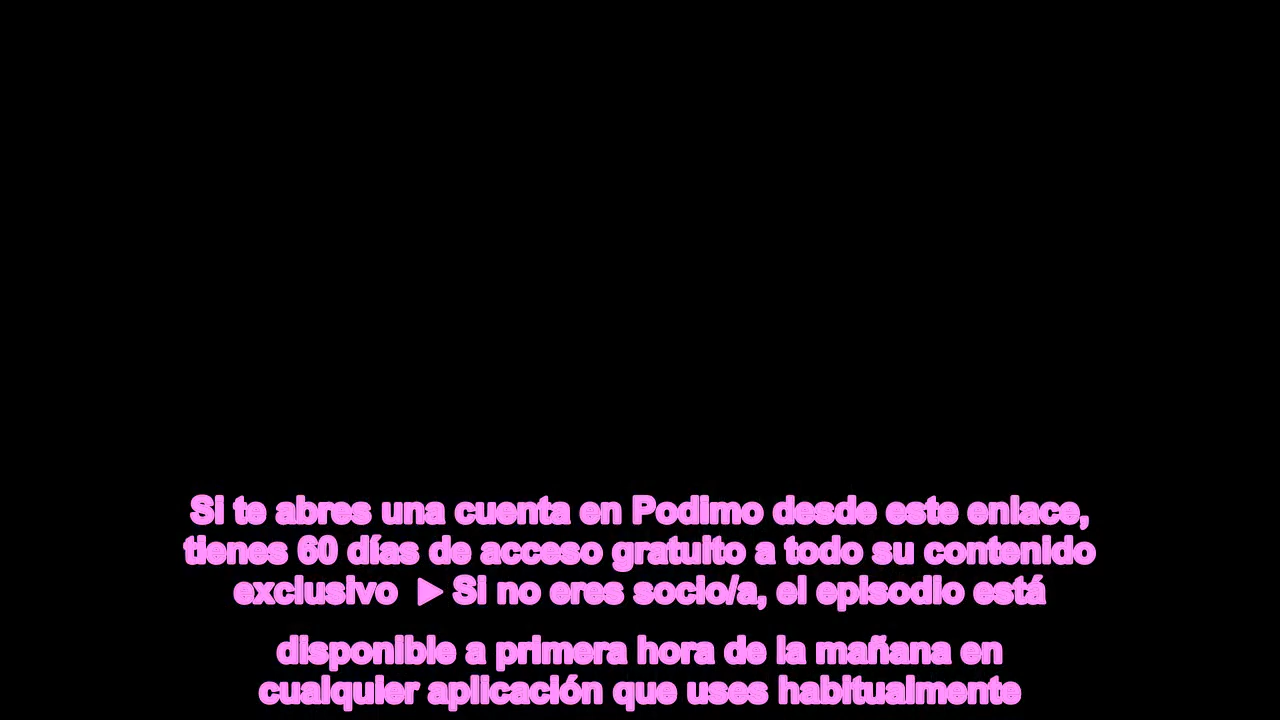 Si te abres una cuenta en Podimo desde este enlace,
tienes 60 días de acceso gratuito a todo su contenido
exclusivo ▶ Si no eres socio/a, el episodio está
disponible a primera hora de la mañana en
cualquier aplicación que uses habitualmente